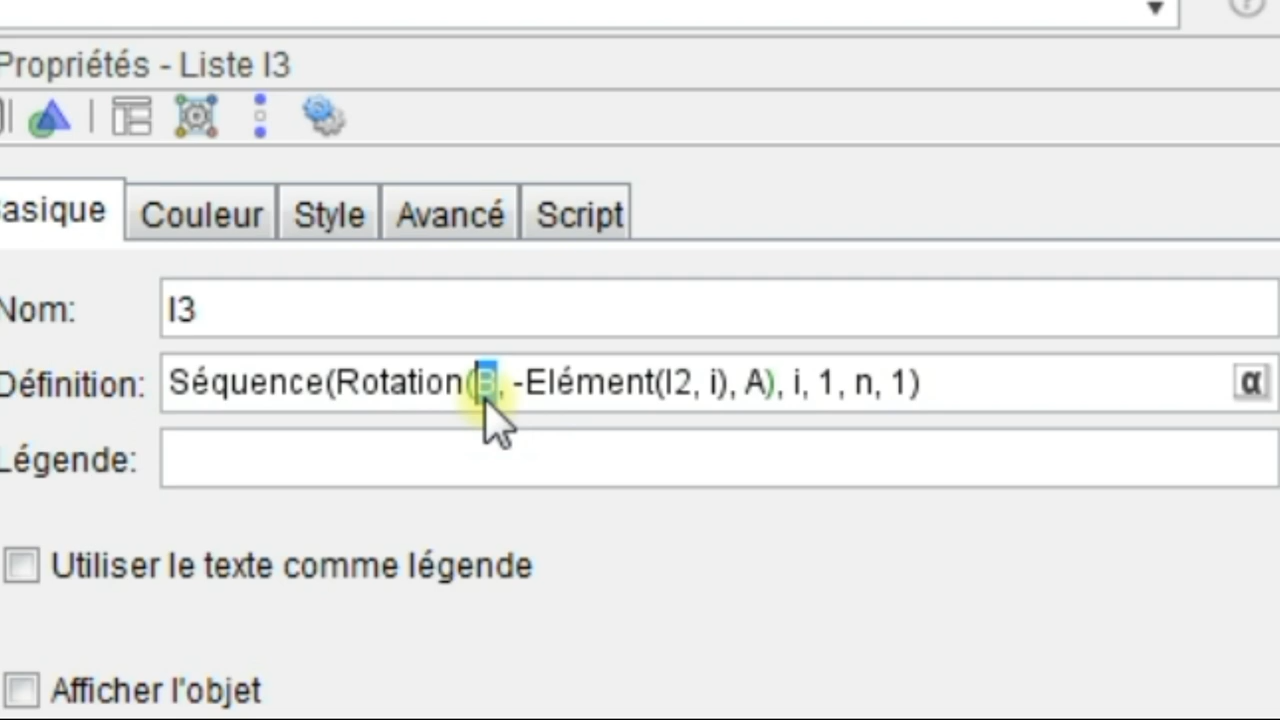 Propriétés - Liste l3
asique Couleur Style Avancé Script
Nom: l3
Définition: Séquence(Rotation(B, -Elément(l2, i), A), i, 1, n, 1) α
Légende:
Utiliser le texte comme légende
Afficher l'objet